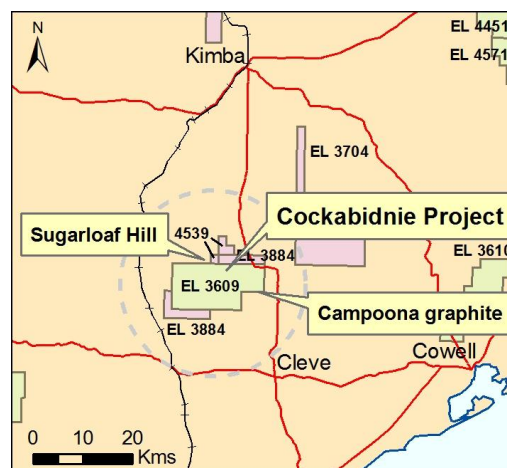 N
EL 4451
EL 4571
Kimba
EL 3704
Cockabidnie Project
Sugarloaf Hill
4539
EL 3884
EL 3610
EL 3609
Campoona graphite
EL 3884
Cleve
Cowell
0 10 20
Kms